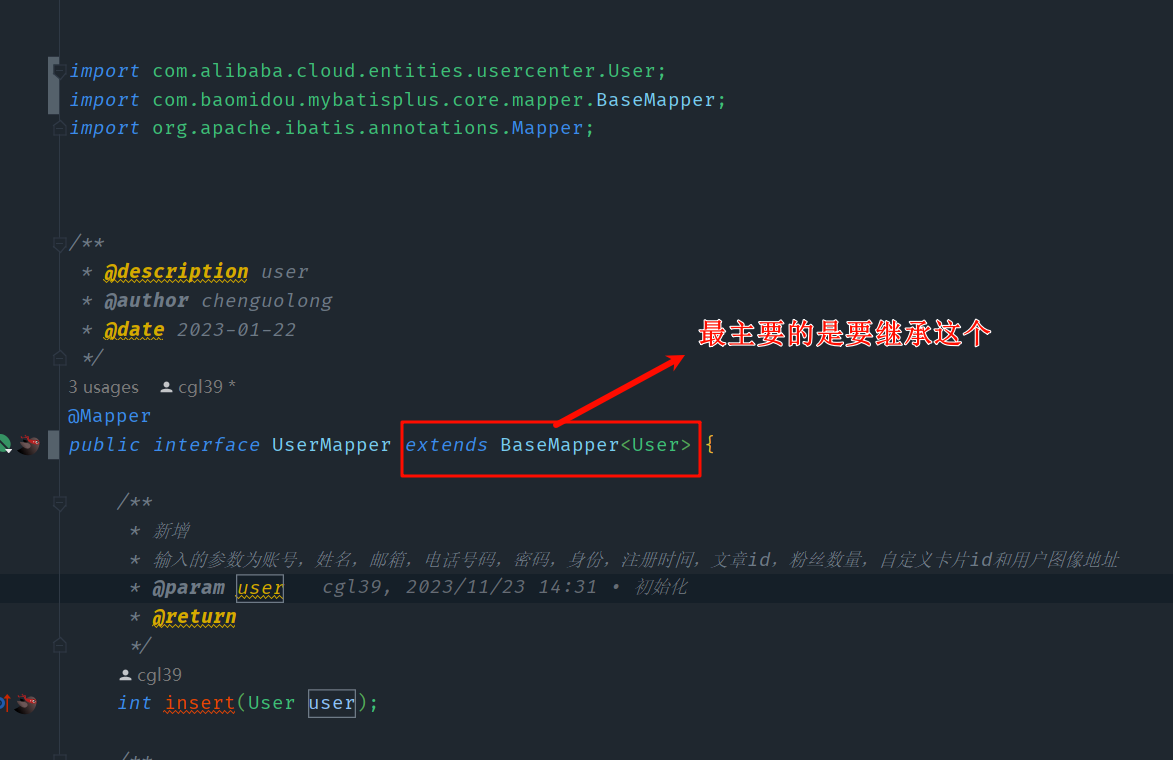 import com.alibaba.cloud.entities.usercenter.User;
import com.baomidou.mybatisplus.core.mapper.BaseMapper;
import org.apache.ibatis.annotations.Mapper;
/**
* @description user
* @author chenguolong
* @date 2023-01-22
*/
最主要的是要继承这个
3 usages cgl39 *
@Mapper
public interface UserMapper extends BaseMapper<User> {
/**
* 新增
* 输入的参数为账号，姓名，邮箱，电话号码，密码，身份，注册时间，文章id，粉丝数量，自定义卡片id和用户图像地址
* @param user cgl39, 2023/11/23 14:31 • 初始化
* @return
*/
cgl39
int insert(User user);
/**